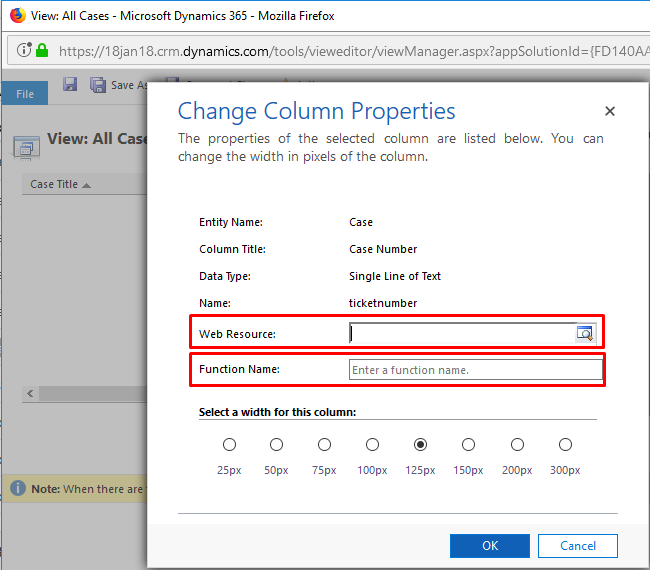 View: All Cases - Microsoft Dynamics 365 - Mozilla Firefox
https://18jan18.crm.dynamics.com/tools/vieweditor/viewManager.aspx?appSolutionId={FD140AA
File
Save As
View: All Case
Case Title
Note: When there are
Change Column Properties
The properties of the selected column are listed below. You can
change the width in pixels of the column.
Entity Name: Case
Column Title: Case Number
Data Type: Single Line of Text
Name: ticketnumber
Web Resource:
Function Name: Enter a function name.
Select a width for this column:
25px 50px 75px 100px 125px 150px 200px 300px
OK Cancel